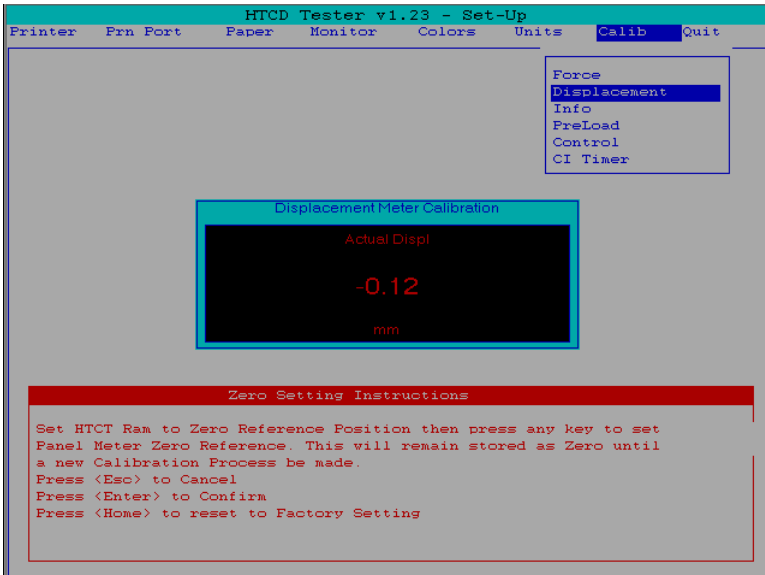 HTCD Tester v1.23 - Set-Up
Printer Prn Port Paper Monitor Colors Units Calib Quit
Force
Displacement
Info
PreLoad
Control
CI Timer
Displacement Meter Calibration
Actual Displ
-0.12
mm
Zero Setting Instructions
Set HTCT Ram to Zero Reference Position then press any key to set
Panel Meter Zero Reference. This will remain stored as Zero until
a new Calibration Process be made.
Press <Esc> to Cancel
Press <Enter> to Confirm
Press <Home> to reset to Factory Setting